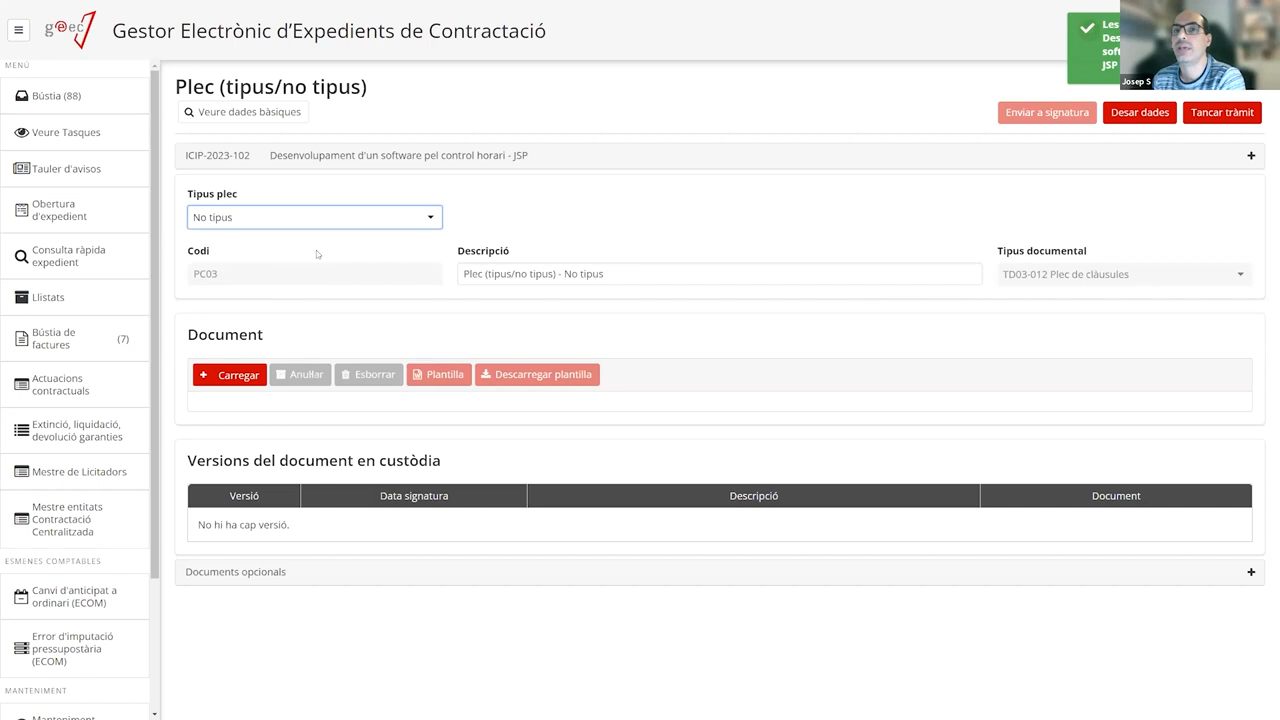 geec
Gestor Electrònic d'Expedients de Contractació
Les
Des
soft
JSP
Josep S
MENÚ
Bústia (88)
Veure Tasques
Tauler d'avisos
Obertura
d'expedient
Consulta ràpida
expedient
Llistats
Bústia de
factures
(7)
Actuacions
contractuals
Extinció, liquidació,
devolució garanties
Mestre de Licitadors
Mestre entitats
Contractació
Centralitzada
ESMENES COMPTABLES
Canvi d'anticipat a
ordinari (ECOM)
Error d'imputació
pressupostària
(ECOM)
MANTENIMENT
Manteniment
Plec (tipus/no tipus)
Veure dades bàsiques
Enviar a signatura
Desar dades
Tancar tràmit
ICIP-2023-102 Desenvolupament d'un software pel control horari - JSP
Tipus plec
No tipus
Codi
Descripció
Tipus documental
PC03
Plec (tipus/no tipus) - No tipus
TD03-012 Plec de clàusules
Document
+ Carregar
Anul·lar
Esborrar
Plantilla
Descarregar plantilla
Versions del document en custòdia
Versió
Data signatura
Descripció
Document
No hi ha cap versió.
Documents opcionals